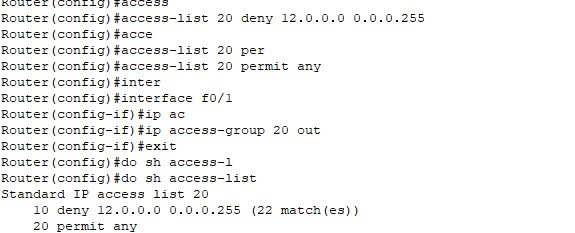 Router(config)#access
Router(config)#access-list 20 deny 12.0.0.0 0.0.0.255
Router(config)#acce
Router(config)#access-list 20 per
Router(config)#access-list 20 permit any
Router(config)#inter
Router(config)#interface f0/1
Router(config-if)#ip ac
Router(config-if)#ip access-group 20 out
Router(config-if)#exit
Router(config)#do sh access-l
Router(config)#do sh access-list
Standard IP access list 20
    10 deny 12.0.0.0 0.0.0.255 (22 match(es))
    20 permit any